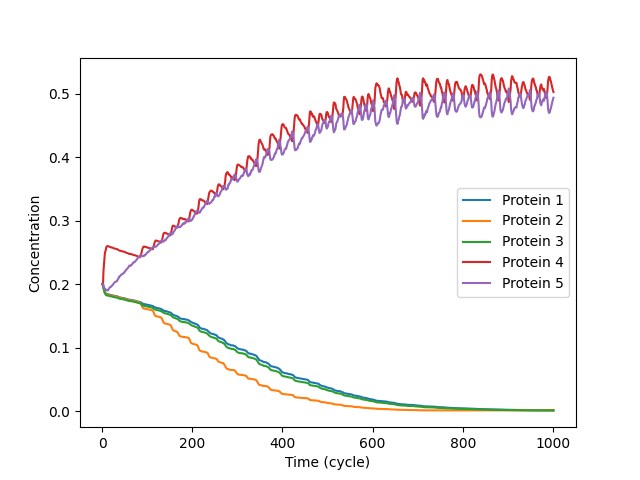 0.5
0.4
0.3
0.2
0.1
0.0
Concentration
0 200 400 600 800 1000
Time (cycle)
Protein 1
Protein 2
Protein 3
Protein 4
Protein 5